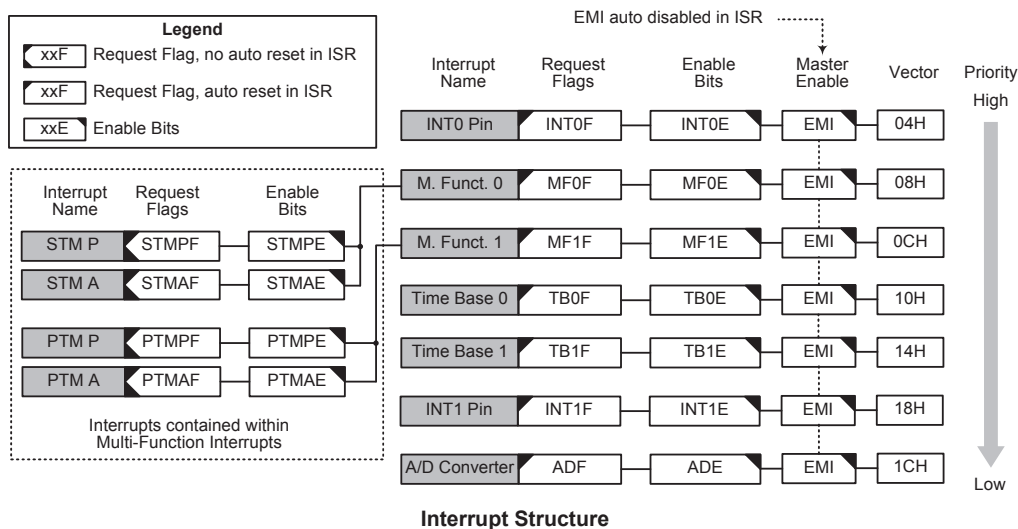 Legend
xxF Request Flag, no auto reset in ISR
xxF Request Flag, auto reset in ISR
xxE Enable Bits
EMI auto disabled in ISR
Interrupt Name Request Flags Enable Bits Master Enable Vector Priority
High
INT0 Pin INT0F INT0E EMI 04H
M. Funct. 0 MF0F MF0E EMI 08H
M. Funct. 1 MF1F MF1E EMI 0CH
Time Base 0 TB0F TB0E EMI 10H
Time Base 1 TB1F TB1E EMI 14H
INT1 Pin INT1F INT1E EMI 18H
A/D Converter ADF ADE EMI 1CH
Low
Interrupt Name Request Flags Enable Bits
STM P STMPF STMPE
STM A STMAF STMAE
PTM P PTMPF PTMPE
PTM A PTMAF PTMAE
Interrupts contained within
Multi-Function Interrupts
Interrupt Structure